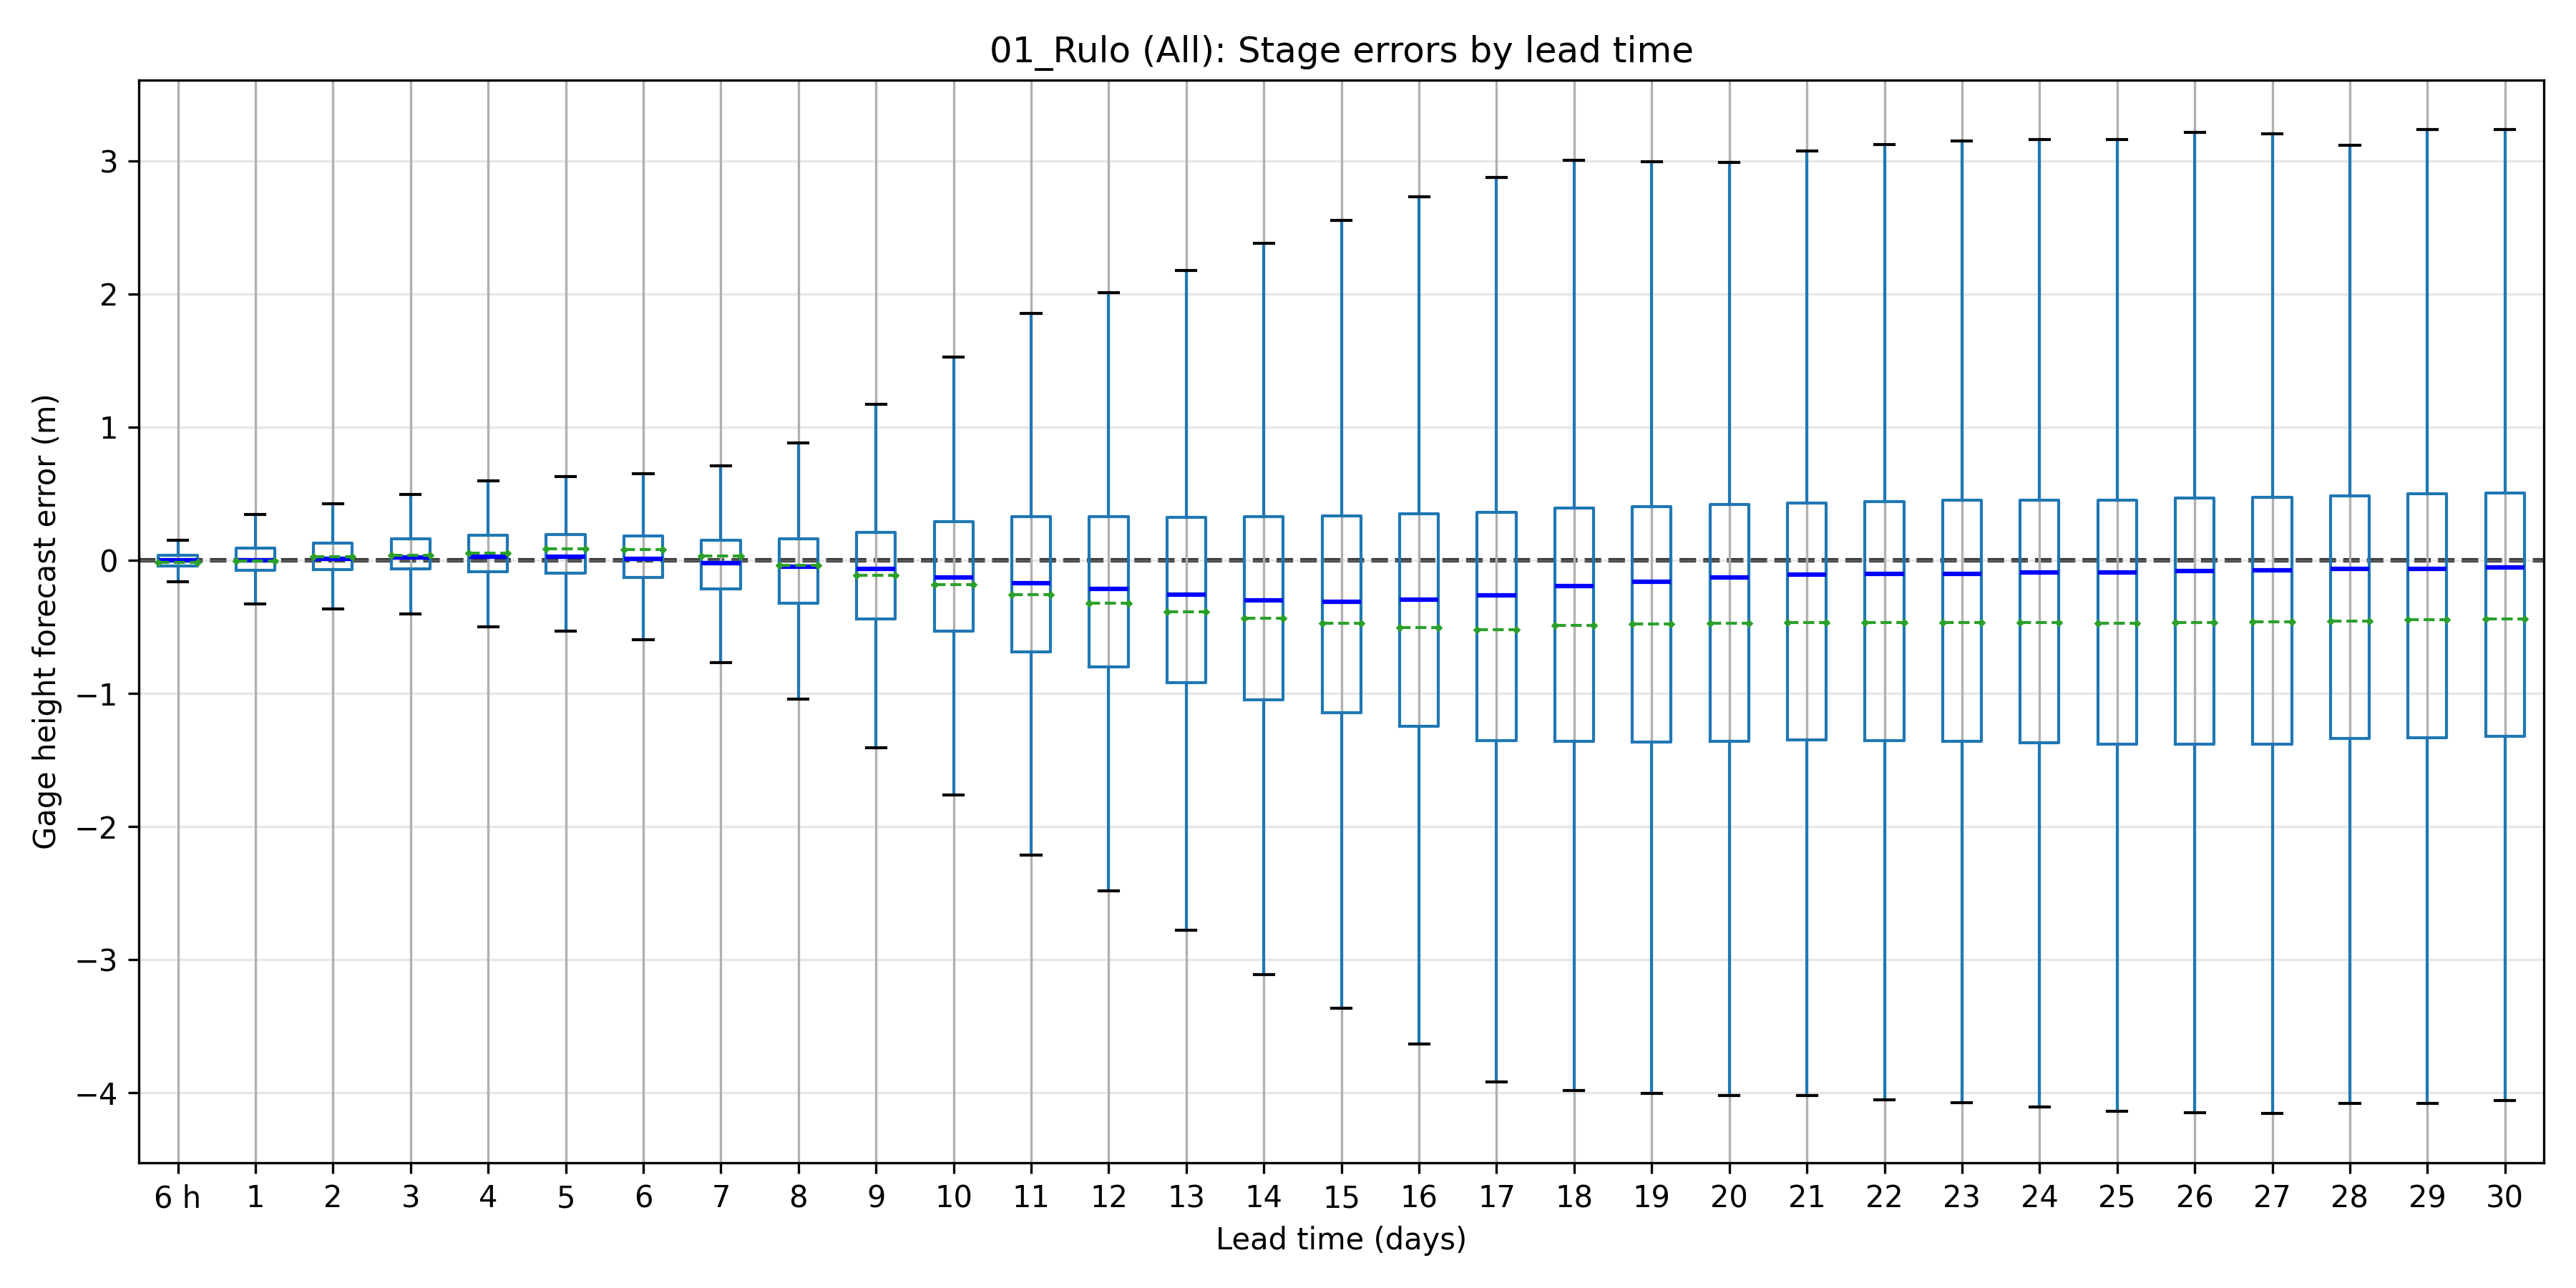 01_Rulo (All): Stage errors by lead time
Gage height forecast error (m)
3
2
1
0
−1
−2
−3
−4
6 h 1 2 3 4 5 6 7 8 9 10 11 12 13 14 15 16 17 18 19 20 21 22 23 24 25 26 27 28 29 30
Lead time (days)